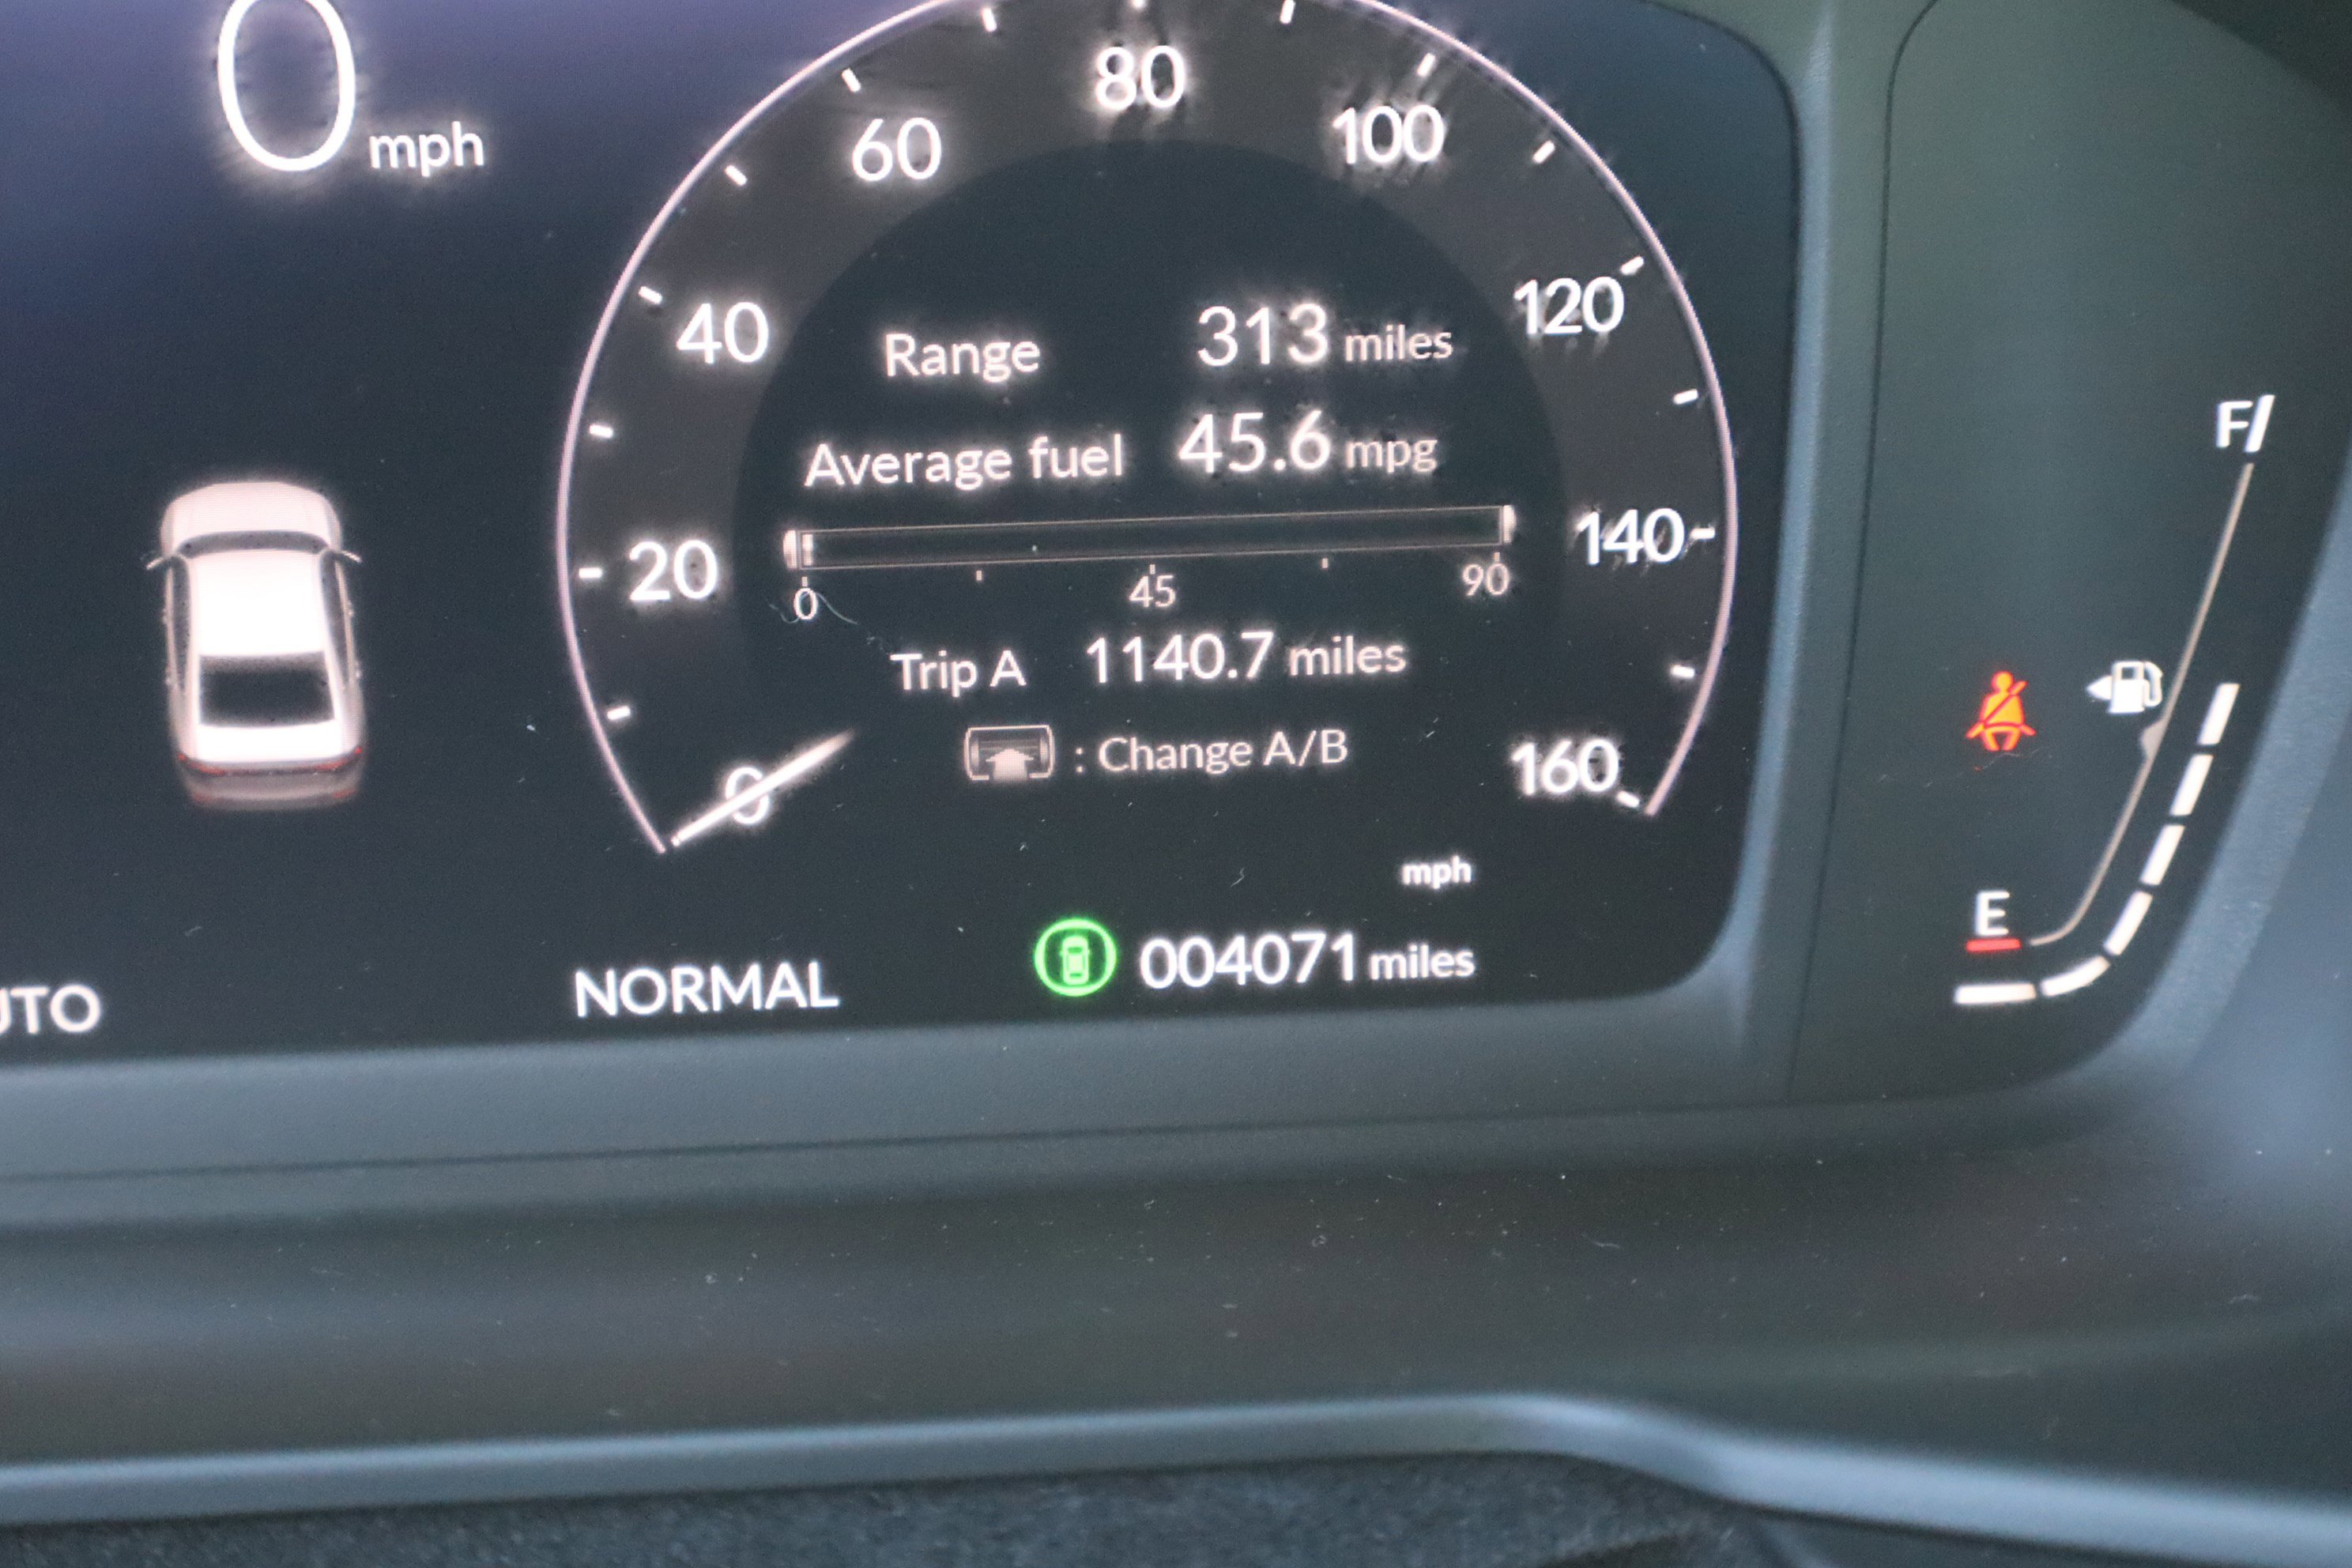 0 mph
80
60
100
40
120
Range 313 miles
Average fuel 45.6 mpg
20
140
0 45 90
Trip A 1140.7 miles
: Change A/B
0
160
mph
NORMAL
004071 miles
F
E